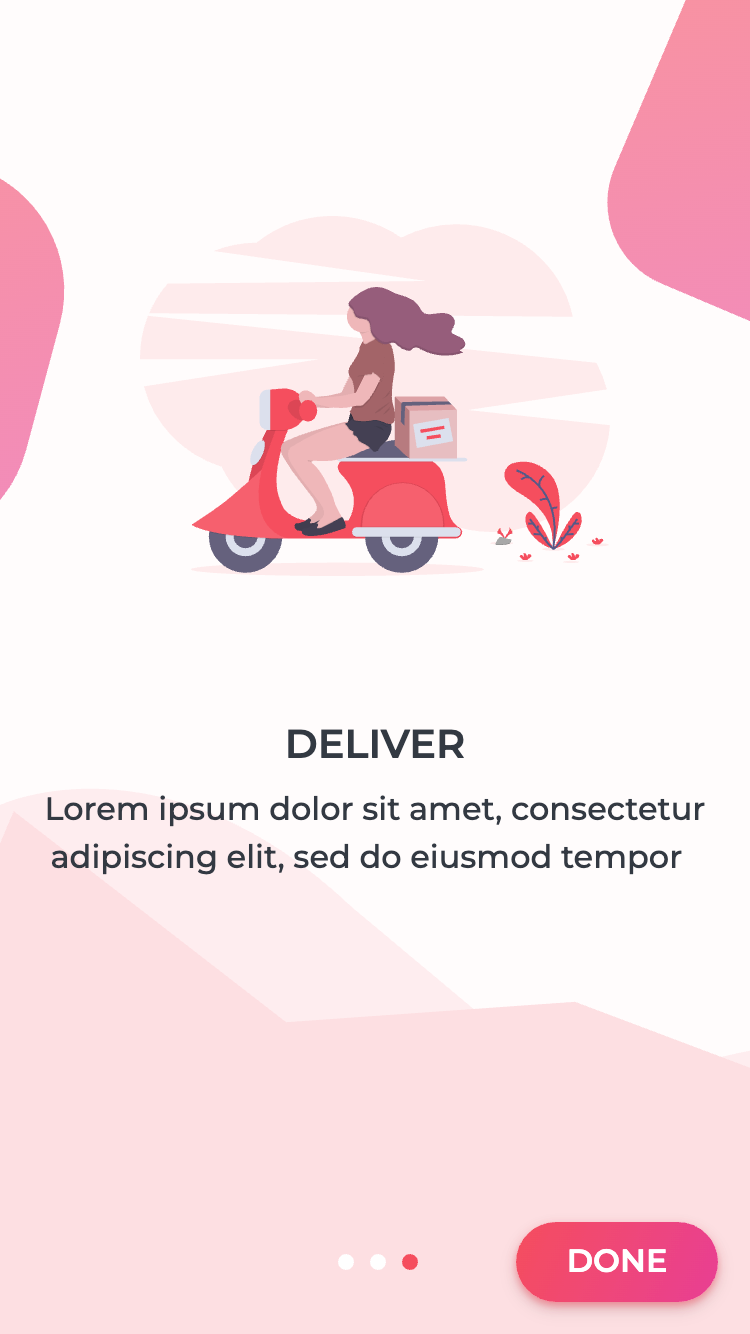 DELIVER
Lorem ipsum dolor sit amet, consectetur
adipiscing elit, sed do eiusmod tempor
DONE